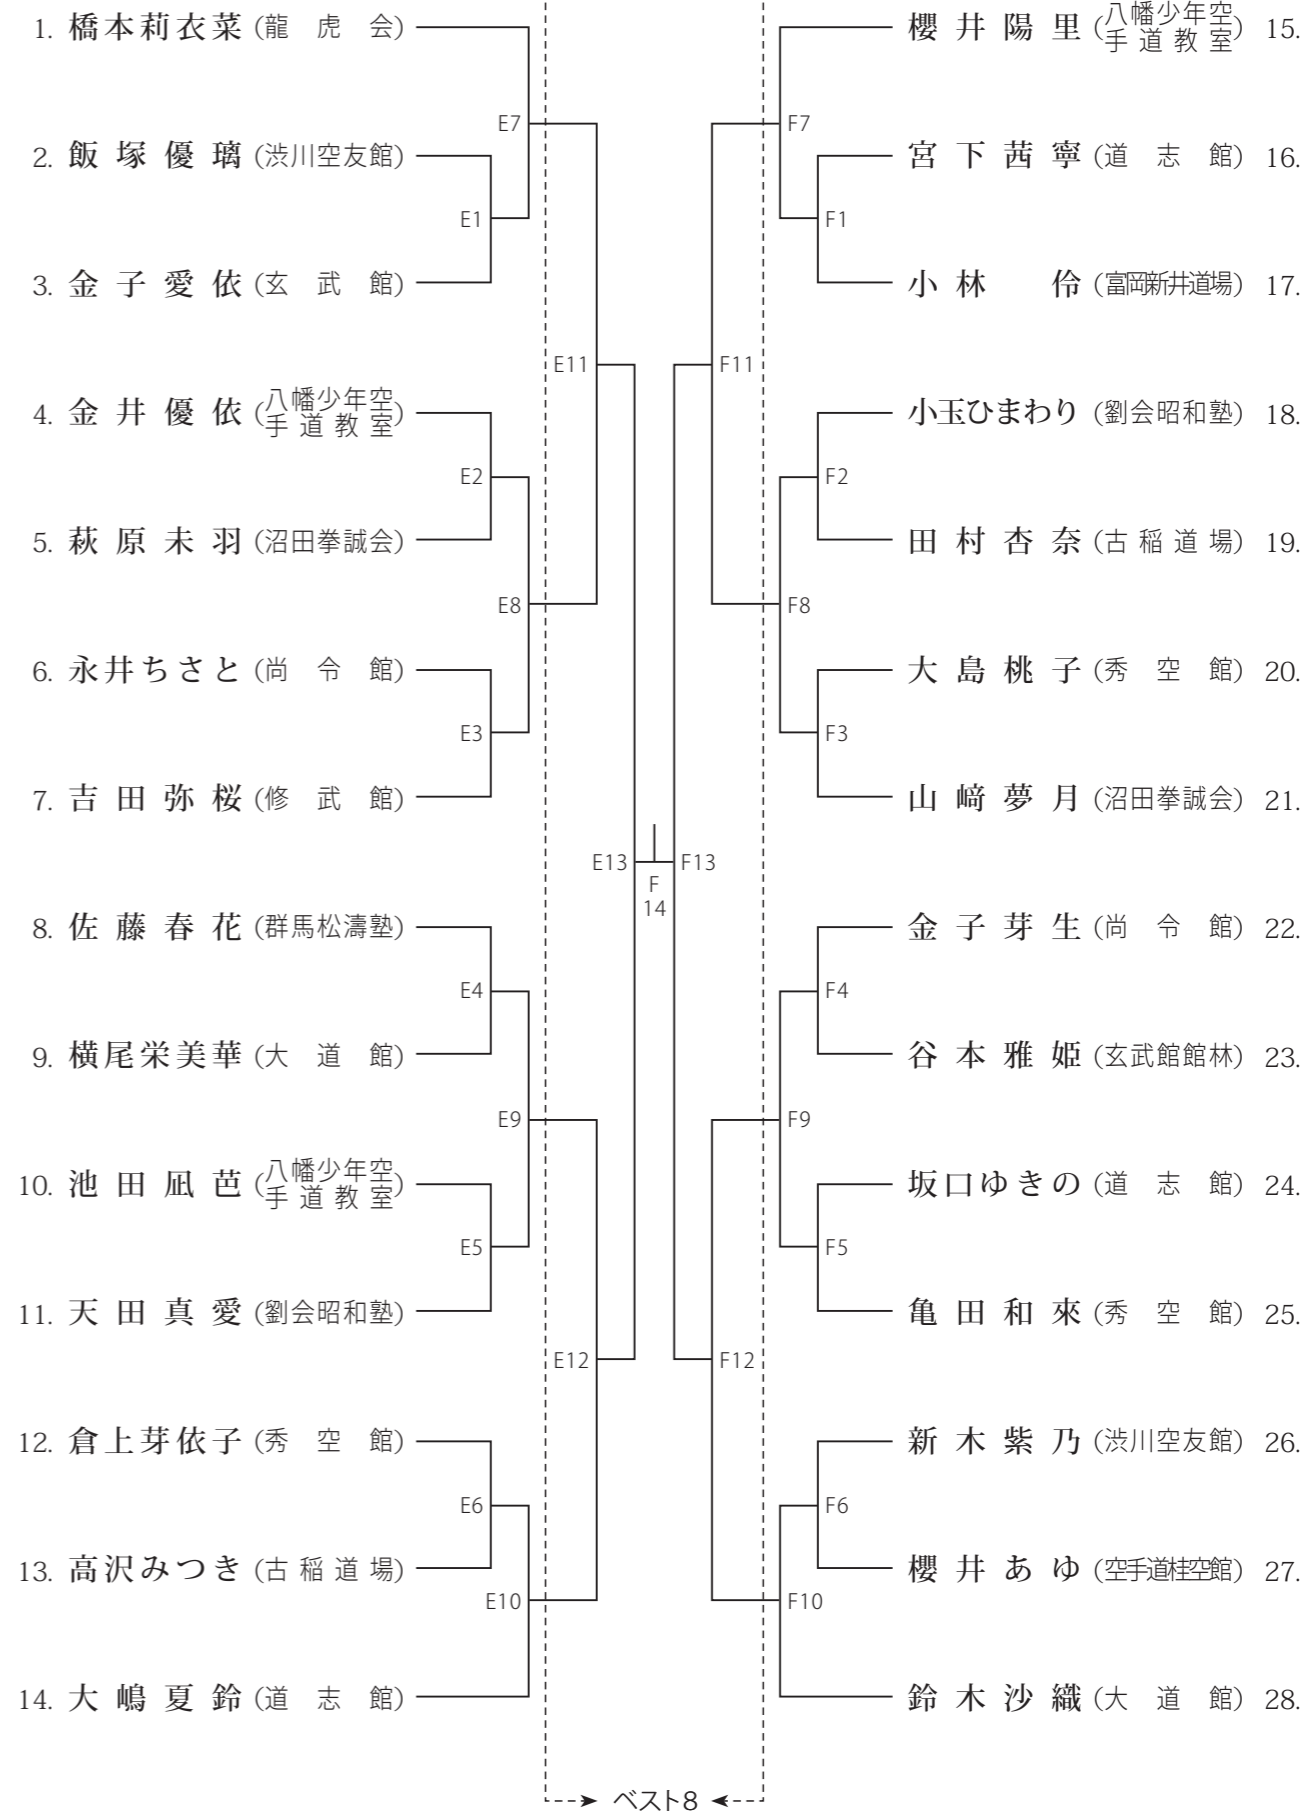 1. 橋本莉衣菜 (龍虎会)
E7
2. 飯塚優璃 (渋川空友館)
E1
3. 金子愛依 (玄武館)
E11
4. 金井優依 (八幡少年空手道教室)
E2
5. 萩原未羽 (沼田拳誠会)
E8
6. 永井ちさと (尚令館)
E3
7. 吉田弥桜 (修武館)
E13
8. 佐藤春花 (群馬松濤塾)
E4
9. 横尾栄美華 (大道館)
E9
10. 池田凪芭 (八幡少年空手道教室)
E5
11. 天田真愛 (劉会昭和塾)
E12
12. 倉上芽依子 (秀空館)
E6
13. 高沢みつき (古稲道場)
E10
14. 大嶋夏鈴 (道志館)
F
14
櫻井陽里 (八幡少年空手道教室) 15.
F7
宮下茜寧 (道志館) 16.
F1
小林 伶 (富岡新井道場) 17.
F11
小玉ひまわり (劉会昭和塾) 18.
F2
田村杏奈 (古稲道場) 19.
F8
大島桃子 (秀空館) 20.
F3
山﨑夢月 (沼田拳誠会) 21.
F13
金子芽生 (尚令館) 22.
F4
谷本雅姫 (玄武館館林) 23.
F9
坂口ゆきの (道志館) 24.
F5
亀田和來 (秀空館) 25.
F12
新木紫乃 (渋川空友館) 26.
F6
櫻井あゆ (空手道桂空館) 27.
F10
鈴木沙織 (大道館) 28.
ベスト8